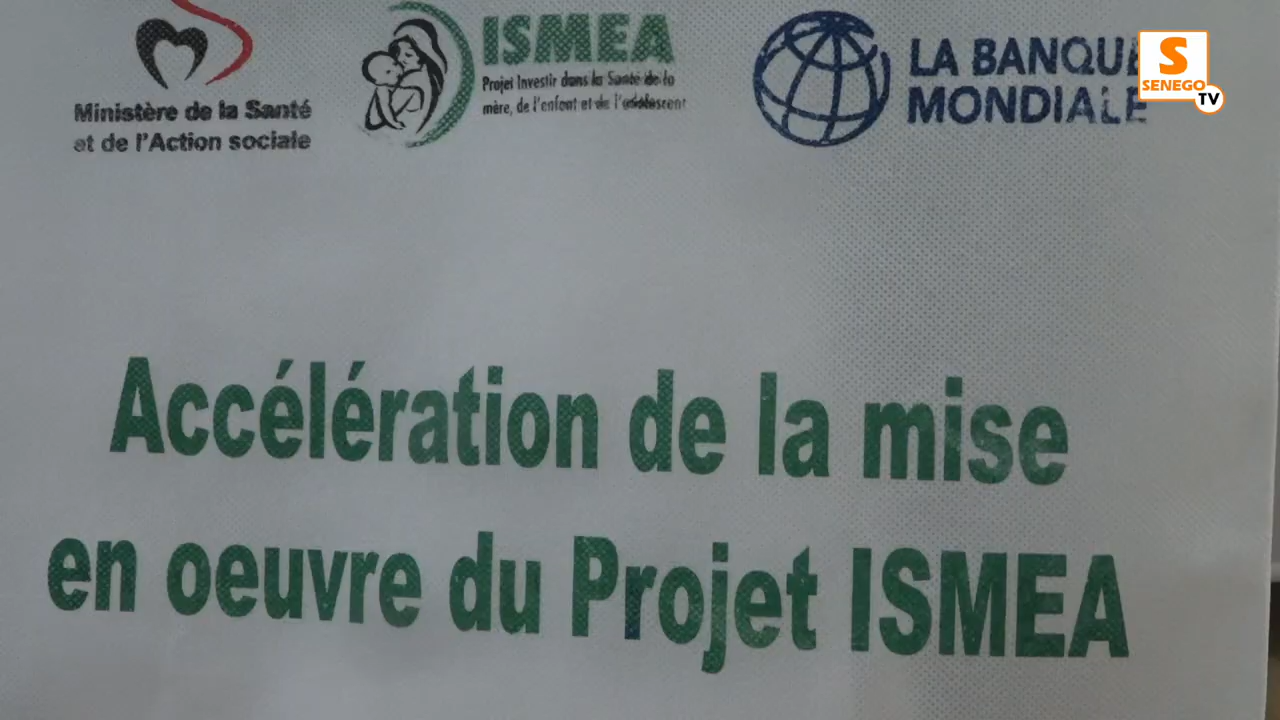 Ministère de la Santé
et de l'Action sociale
ISMEA
Projet Investir dans la Santé de la
mère, de l'enfant et de l'adolescent
LA BANQUE
MONDIALE
S
SENEGO
TV
Accélération de la mise
en oeuvre du Projet ISMEA